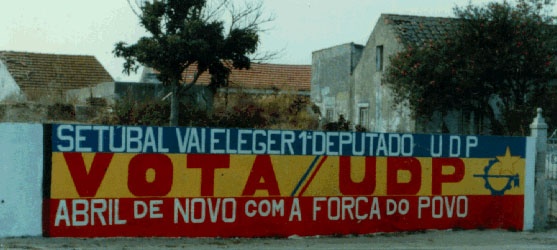 SETUBAL VAI ELEGER 1º DEPUTADO UDP
VOTA / UDP
ABRIL DE NOVO COM A FORÇA DO POVO